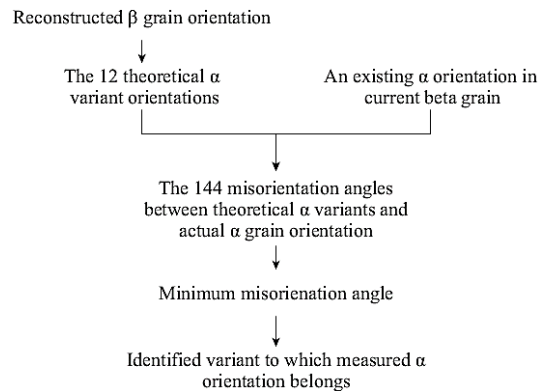 Reconstructed β grain orientation
The 12 theoretical α
variant orientations
An existing α orientation in
current beta grain
The 144 misorientation angles
between theoretical α variants and
actual α grain orientation
Minimum misorienation angle
Identified variant to which measured α
orientation belongs